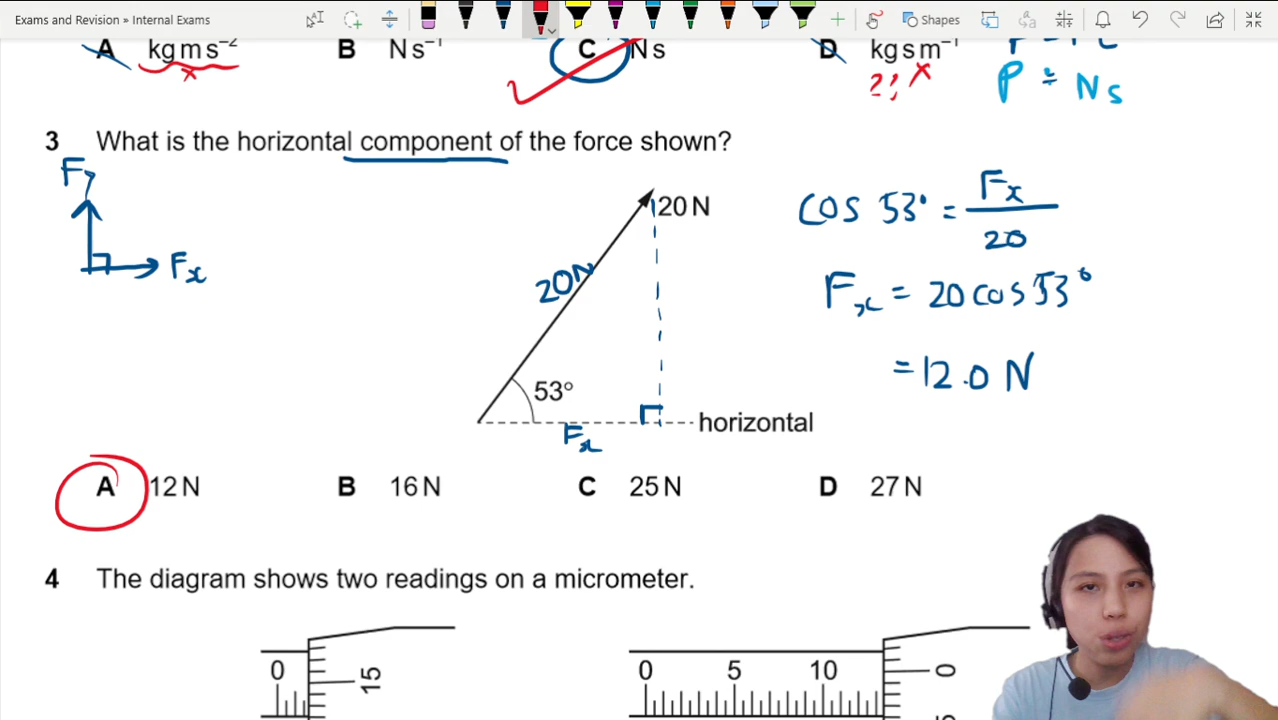 Exams and Revision » Internal Exams
Shapes
A kg m s⁻² B N s⁻¹ C N s D kg s m⁻¹
x
?? x
P ÷ Ns
3 What is the horizontal component of the force shown?
Fy
Fx
20 N
20N
53°
Fx
horizontal
cos 53° = Fx / 20
Fx = 20 cos 53°
= 12.0 N
A 12 N B 16 N C 25 N D 27 N
4 The diagram shows two readings on a micrometer.
0 15
0 5 10 0